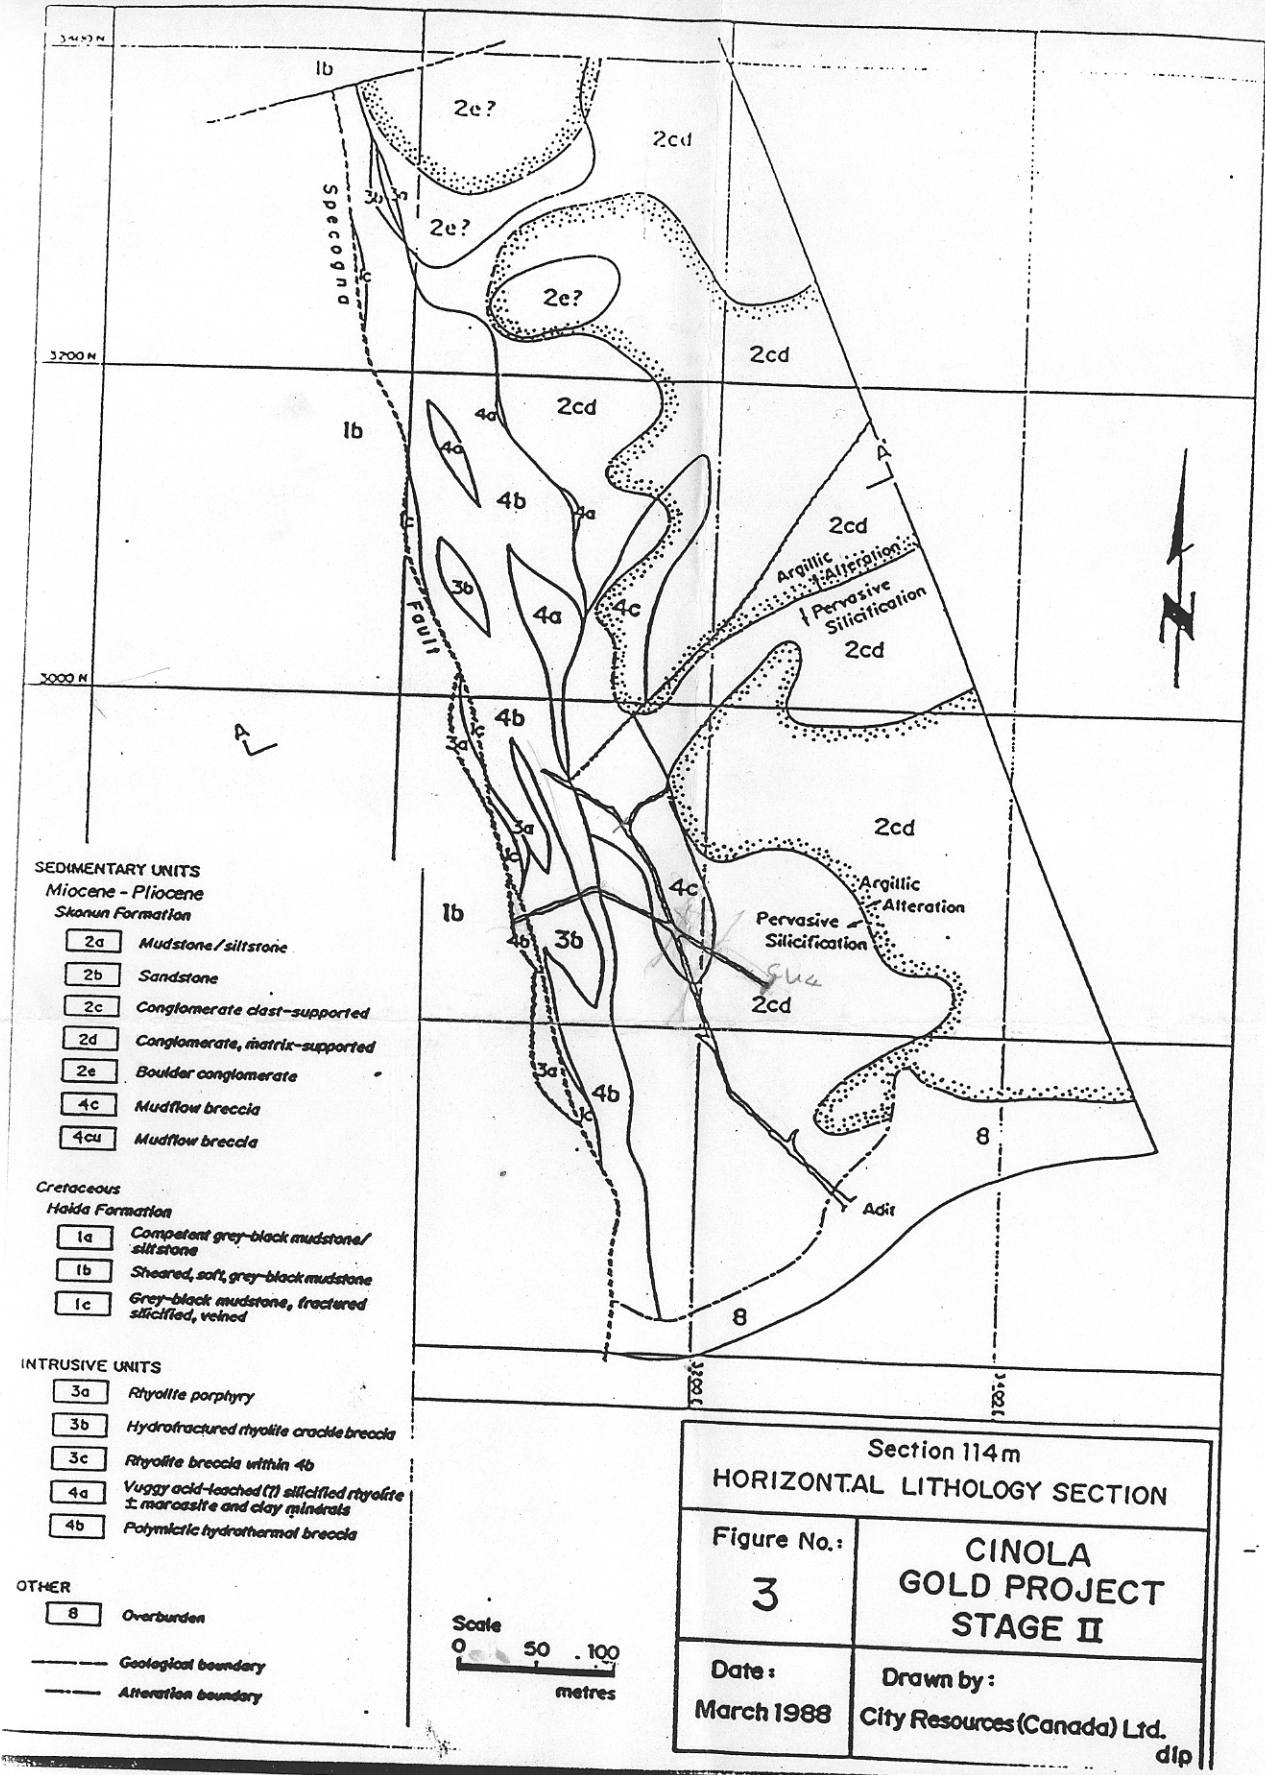 1b
2e?
2cd
3b
3a
Specogna
2e?
1c
2e?
3200 N
2cd
4a
2cd
1b
4a
A'
4b
4a
2cd
1c
Argillic
Alteration
3b
Pervasive
Silicification
Fault
4a
4c
2cd
3000 N
4b
A
1c
3a
3a
2cd
1c
4c
Argillic
Alteration
1b
Pervasive
Silicification
4b
3b
2cd
3a
4b
1c
8
Adit
8
SEDIMENTARY UNITS
Miocene - Pliocene
Skonun Formation
2a Mudstone/siltstone
2b Sandstone
2c Conglomerate clast-supported
2d Conglomerate, matrix-supported
2e Boulder conglomerate
4c Mudflow breccia
4cu Mudflow breccia
Cretaceous
Haida Formation
1a Competent grey-black mudstone/
siltstone
1b Sheared, soft, grey-black mudstone
1c Grey-black mudstone, fractured
silicified, veined
INTRUSIVE UNITS
3a Rhyolite porphyry
3b Hydrofractured rhyolite crackle breccia
3c Rhyolite breccia within 4b
4a Vuggy acid-leached (?) silicified rhyolite
± marcasite and clay minerals
4b Polymictic hydrothermal breccia
OTHER
8 Overburden
Geological boundary
Alteration boundary
Scale
0 50 100
metres
Section 114m
HORIZONTAL LITHOLOGY SECTION
Figure No.:
3
CINOLA
GOLD PROJECT
STAGE II
Date:
March 1988
Drawn by:
City Resources (Canada) Ltd.
dlp